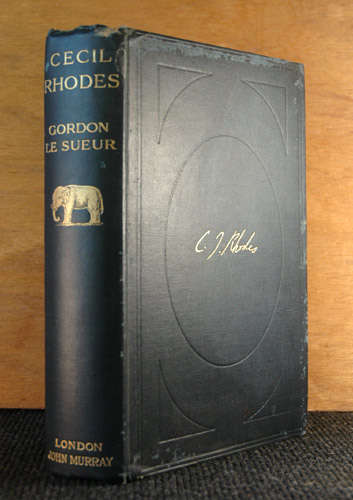 CECIL
RHODES
GORDON
LE SUEUR
LONDON
JOHN MURRAY
C. J. Rhodes